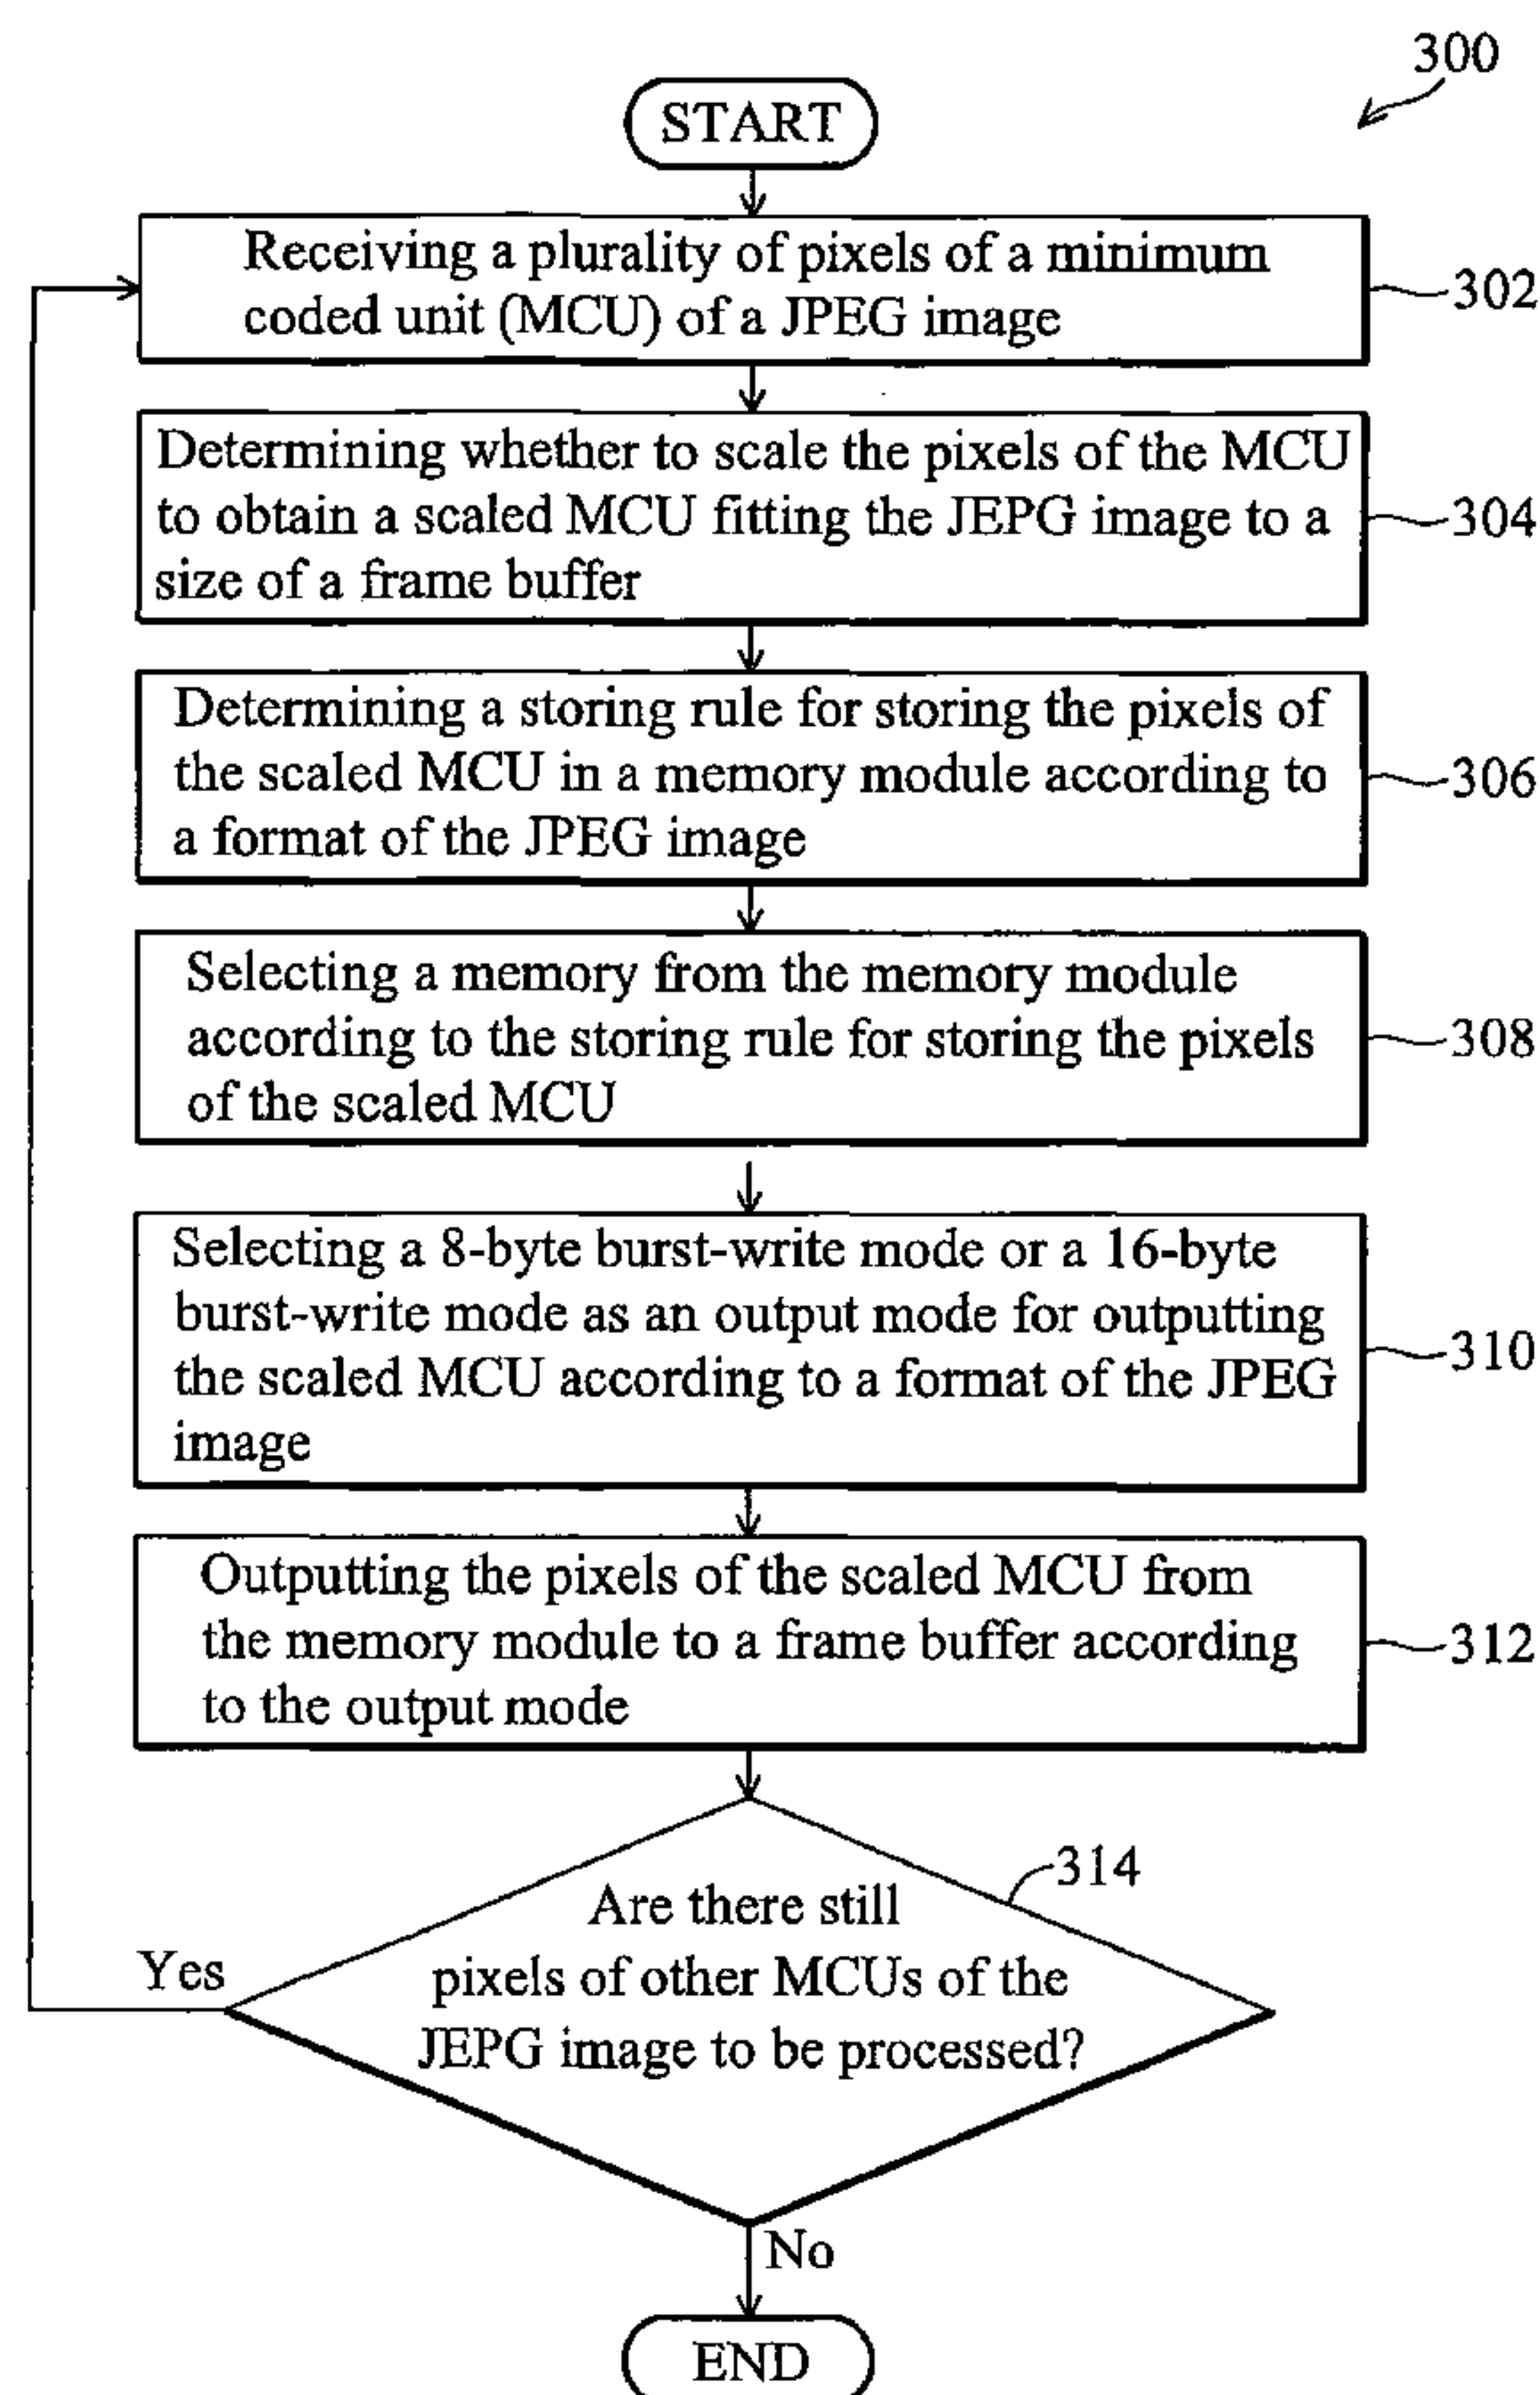 300
START
Receiving a plurality of pixels of a minimum
coded unit (MCU) of a JPEG image
302
Determining whether to scale the pixels of the MCU
to obtain a scaled MCU fitting the JEPG image to a
size of a frame buffer
304
Determining a storing rule for storing the pixels of
the scaled MCU in a memory module according to
a format of the JPEG image
306
Selecting a memory from the memory module
according to the storing rule for storing the pixels
of the scaled MCU
308
Selecting a 8-byte burst-write mode or a 16-byte
burst-write mode as an output mode for outputting
the scaled MCU according to a format of the JPEG
image
310
Outputting the pixels of the scaled MCU from
the memory module to a frame buffer according
to the output mode
312
314
Are there still
pixels of other MCUs of the
JEPG image to be processed?
Yes
No
END